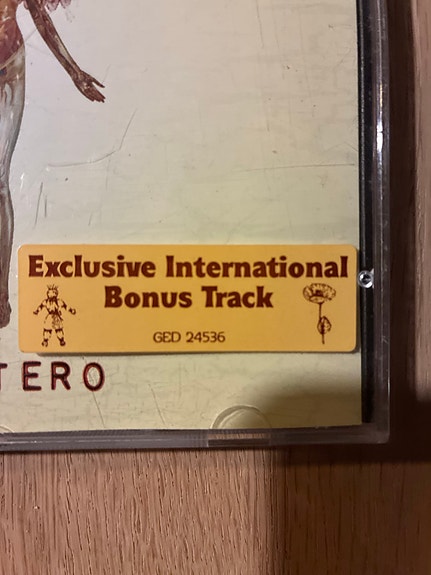 Exclusive International
Bonus Track
GED 24536
TERO